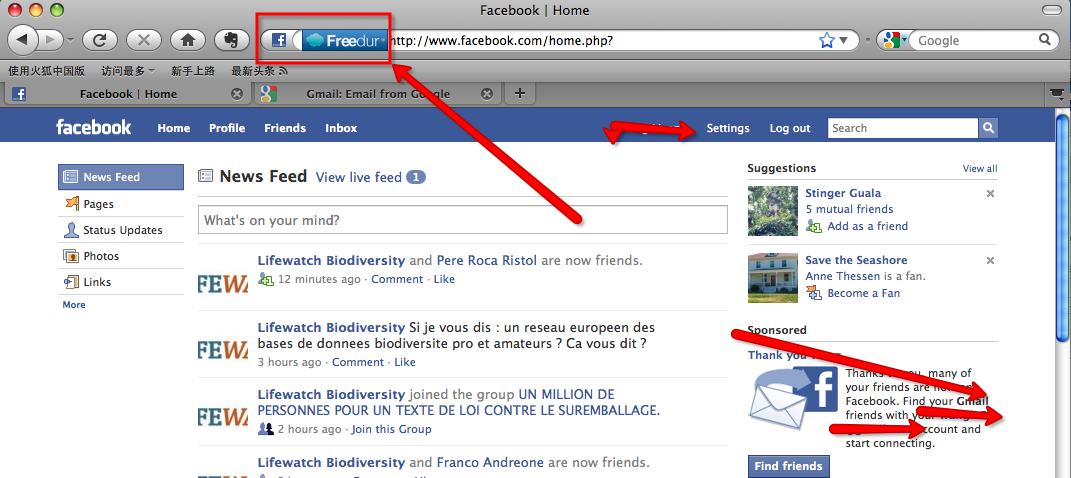 Facebook | Home
Freedur http://www.facebook.com/home.php? Google
使用火狐中国版 访问最多 新手上路 最新头条
Facebook | Home Gmail: Email from Google
facebook Home Profile Friends Inbox Settings Log out Search
News Feed
Pages
Status Updates
Photos
Links
More
News Feed View live feed 1
What's on your mind?
Lifewatch Biodiversity and Pere Roca Ristol are now friends.
12 minutes ago · Comment · Like
FEWA
Lifewatch Biodiversity Si je vous dis : un reseau europeen des
bases de donnees biodiversite pro et amateurs ? Ca vous dit ?
3 hours ago · Comment · Like
FEWA
Lifewatch Biodiversity joined the group UN MILLION DE
PERSONNES POUR UN TEXTE DE LOI CONTRE LE SUREMBALLAGE.
2 hours ago · Join this Group
FEWA
Lifewatch Biodiversity and Franco Andreone are now friends.
FEWA
Suggestions View all
Stinger Guala
5 mutual friends
Add as a friend
Save the Seashore
Anne Thessen is a fan.
Become a Fan
Sponsored
Thank you
Thanks to you, many of
your friends are now on
Facebook. Find your Gmail
friends with your
account and
start connecting.
Find friends